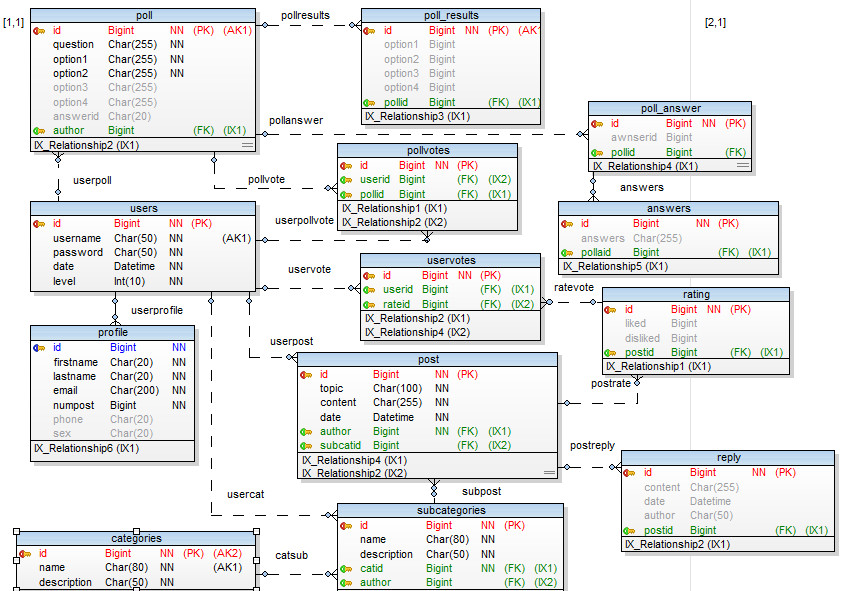 [1,1]
[2,1]
poll
id Bigint NN (PK) (AK1)
question Char(255) NN
option1 Char(255) NN
option2 Char(255) NN
option3 Char(255)
option4 Char(255)
answerid Char(20)
author Bigint (FK) (IX1)
IX_Relationship2 (IX1)
pollresults
poll_results
id Bigint NN (PK) (AK1
option1 Bigint
option2 Bigint
option3 Bigint
option4 Bigint
pollid Bigint (FK) (IX1)
IX_Relationship3 (IX1)
pollanswer
poll_answer
id Bigint NN (PK)
awnserid Bigint
pollid Bigint (FK)
IX_Relationship4 (IX1)
userpoll
pollvote
pollvotes
id Bigint NN (PK)
userid Bigint (FK) (IX2)
pollid Bigint (FK) (IX1)
IX_Relationship1 (IX1)
IX_Relationship2 (IX2)
answers
answers
id Bigint NN (PK)
answers Char(255)
pollaid Bigint (FK) (IX1)
IX_Relationship5 (IX1)
users
id Bigint NN (PK)
username Char(50) NN (AK1)
password Char(50) NN
date Datetime NN
level Int(10) NN
userpollvote
uservote
uservotes
id Bigint NN (PK)
userid Bigint (FK) (IX1)
rateid Bigint (FK) (IX2)
IX_Relationship2 (IX1)
IX_Relationship4 (IX2)
ratevote
rating
id Bigint NN (PK)
liked Bigint
disliked Bigint
postid Bigint (FK) (IX1)
IX_Relationship1 (IX1)
userprofile
profile
id Bigint NN
firstname Char(20) NN
lastname Char(20) NN
email Char(200) NN
numpost Bigint NN
phone Char(20)
sex Char(20)
IX_Relationship6 (IX1)
userpost
post
id Bigint NN (PK)
topic Char(100) NN
content Char(255) NN
date Datetime NN
author Bigint NN (FK) (IX1)
subcatid Bigint (FK) (IX2)
IX_Relationship4 (IX1)
IX_Relationship2 (IX2)
postrate
postreply
reply
id Bigint NN (PK)
content Char(255)
date Datetime
author Char(50)
postid Bigint (FK) (IX1)
IX_Relationship2 (IX1)
usercat
subpost
categories
id Bigint NN (PK) (AK2)
name Char(80) NN (AK1)
description Char(50) NN
catsub
subcategories
id Bigint NN (PK)
name Char(80) NN
description Char(50) NN
catid Bigint NN (FK) (IX1)
author Bigint (FK) (IX2)